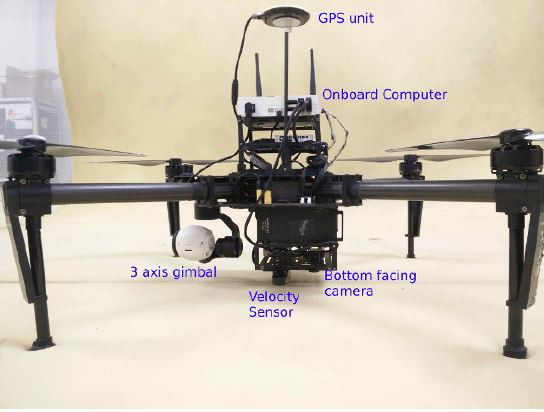 GPS unit
Onboard Computer
3 axis gimbal
Bottom facing
camera
Velocity
Sensor